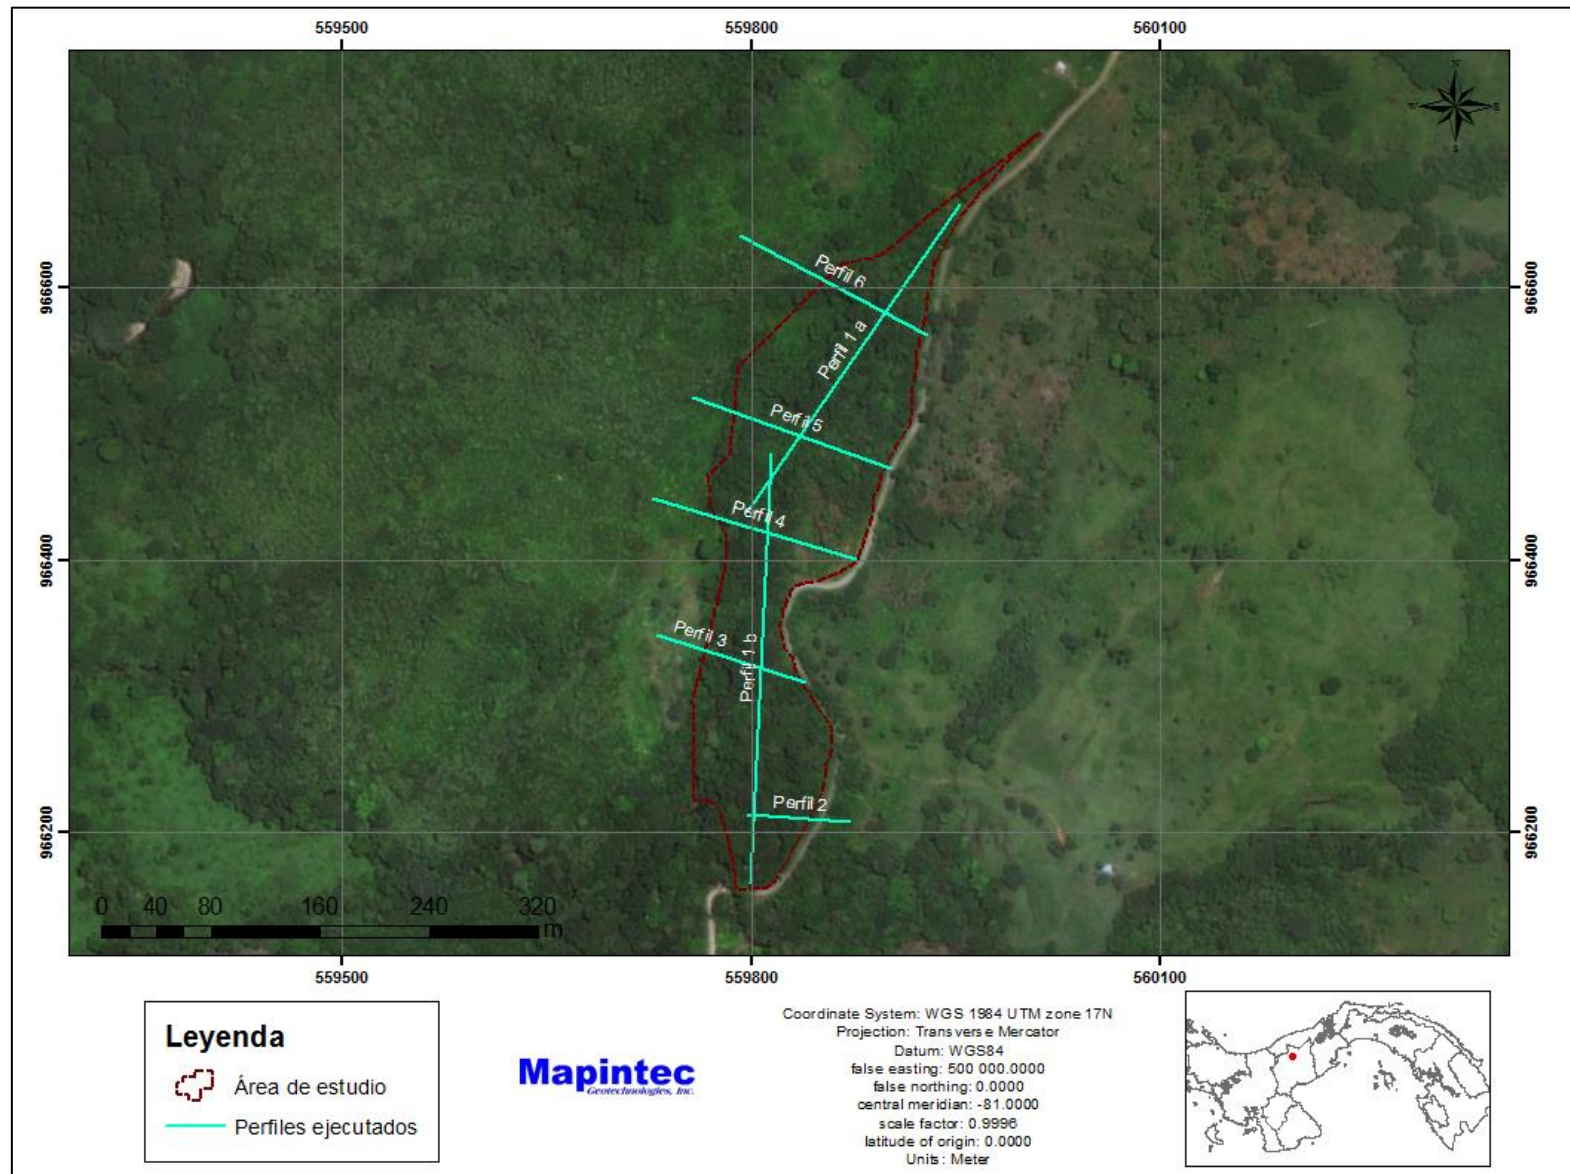 559500
559800
560100
N
W
E
S
966600
966600
Perfil 6
Perfil 1 a
Perfil 5
Perfil 4
966400
966400
Perfil 3
Perfil 1 b
Perfil 2
966200
966200
0 40 80 160 240 320
m
559500
559800
560100
Leyenda
Área de estudio
Perfiles ejecutados
Mapintec
Geotechnologies, Inc.
Coordinate System: WGS 1984 UTM zone 17N
Projection: Transverse Mercator
Datum: WGS84
false easting: 500 000.0000
false northing: 0.0000
central meridian: -81.0000
scale factor: 0.9996
latitude of origin: 0.0000
Units: Meter